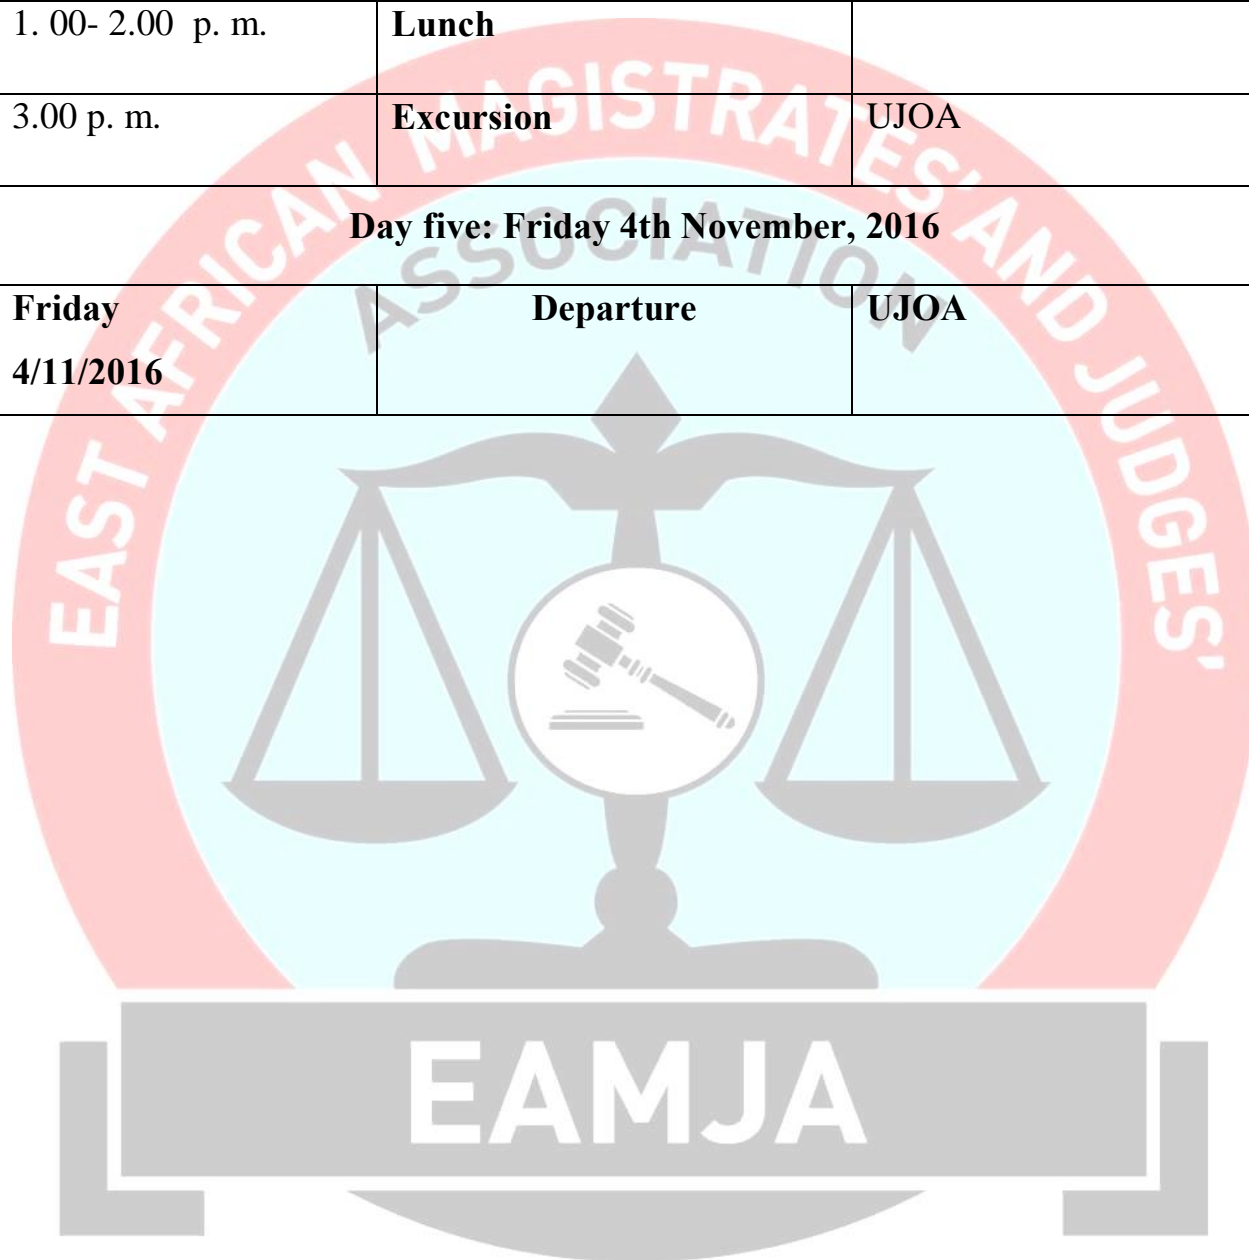 1. 00- 2.00 p. m. Lunch
3.00 p. m. Excursion UJOA
Day five: Friday 4th November, 2016
Friday Departure UJOA
4/11/2016
EAST AFRICAN MAGISTRATES' AND JUDGES'
ASSOCIATION
EAMJA